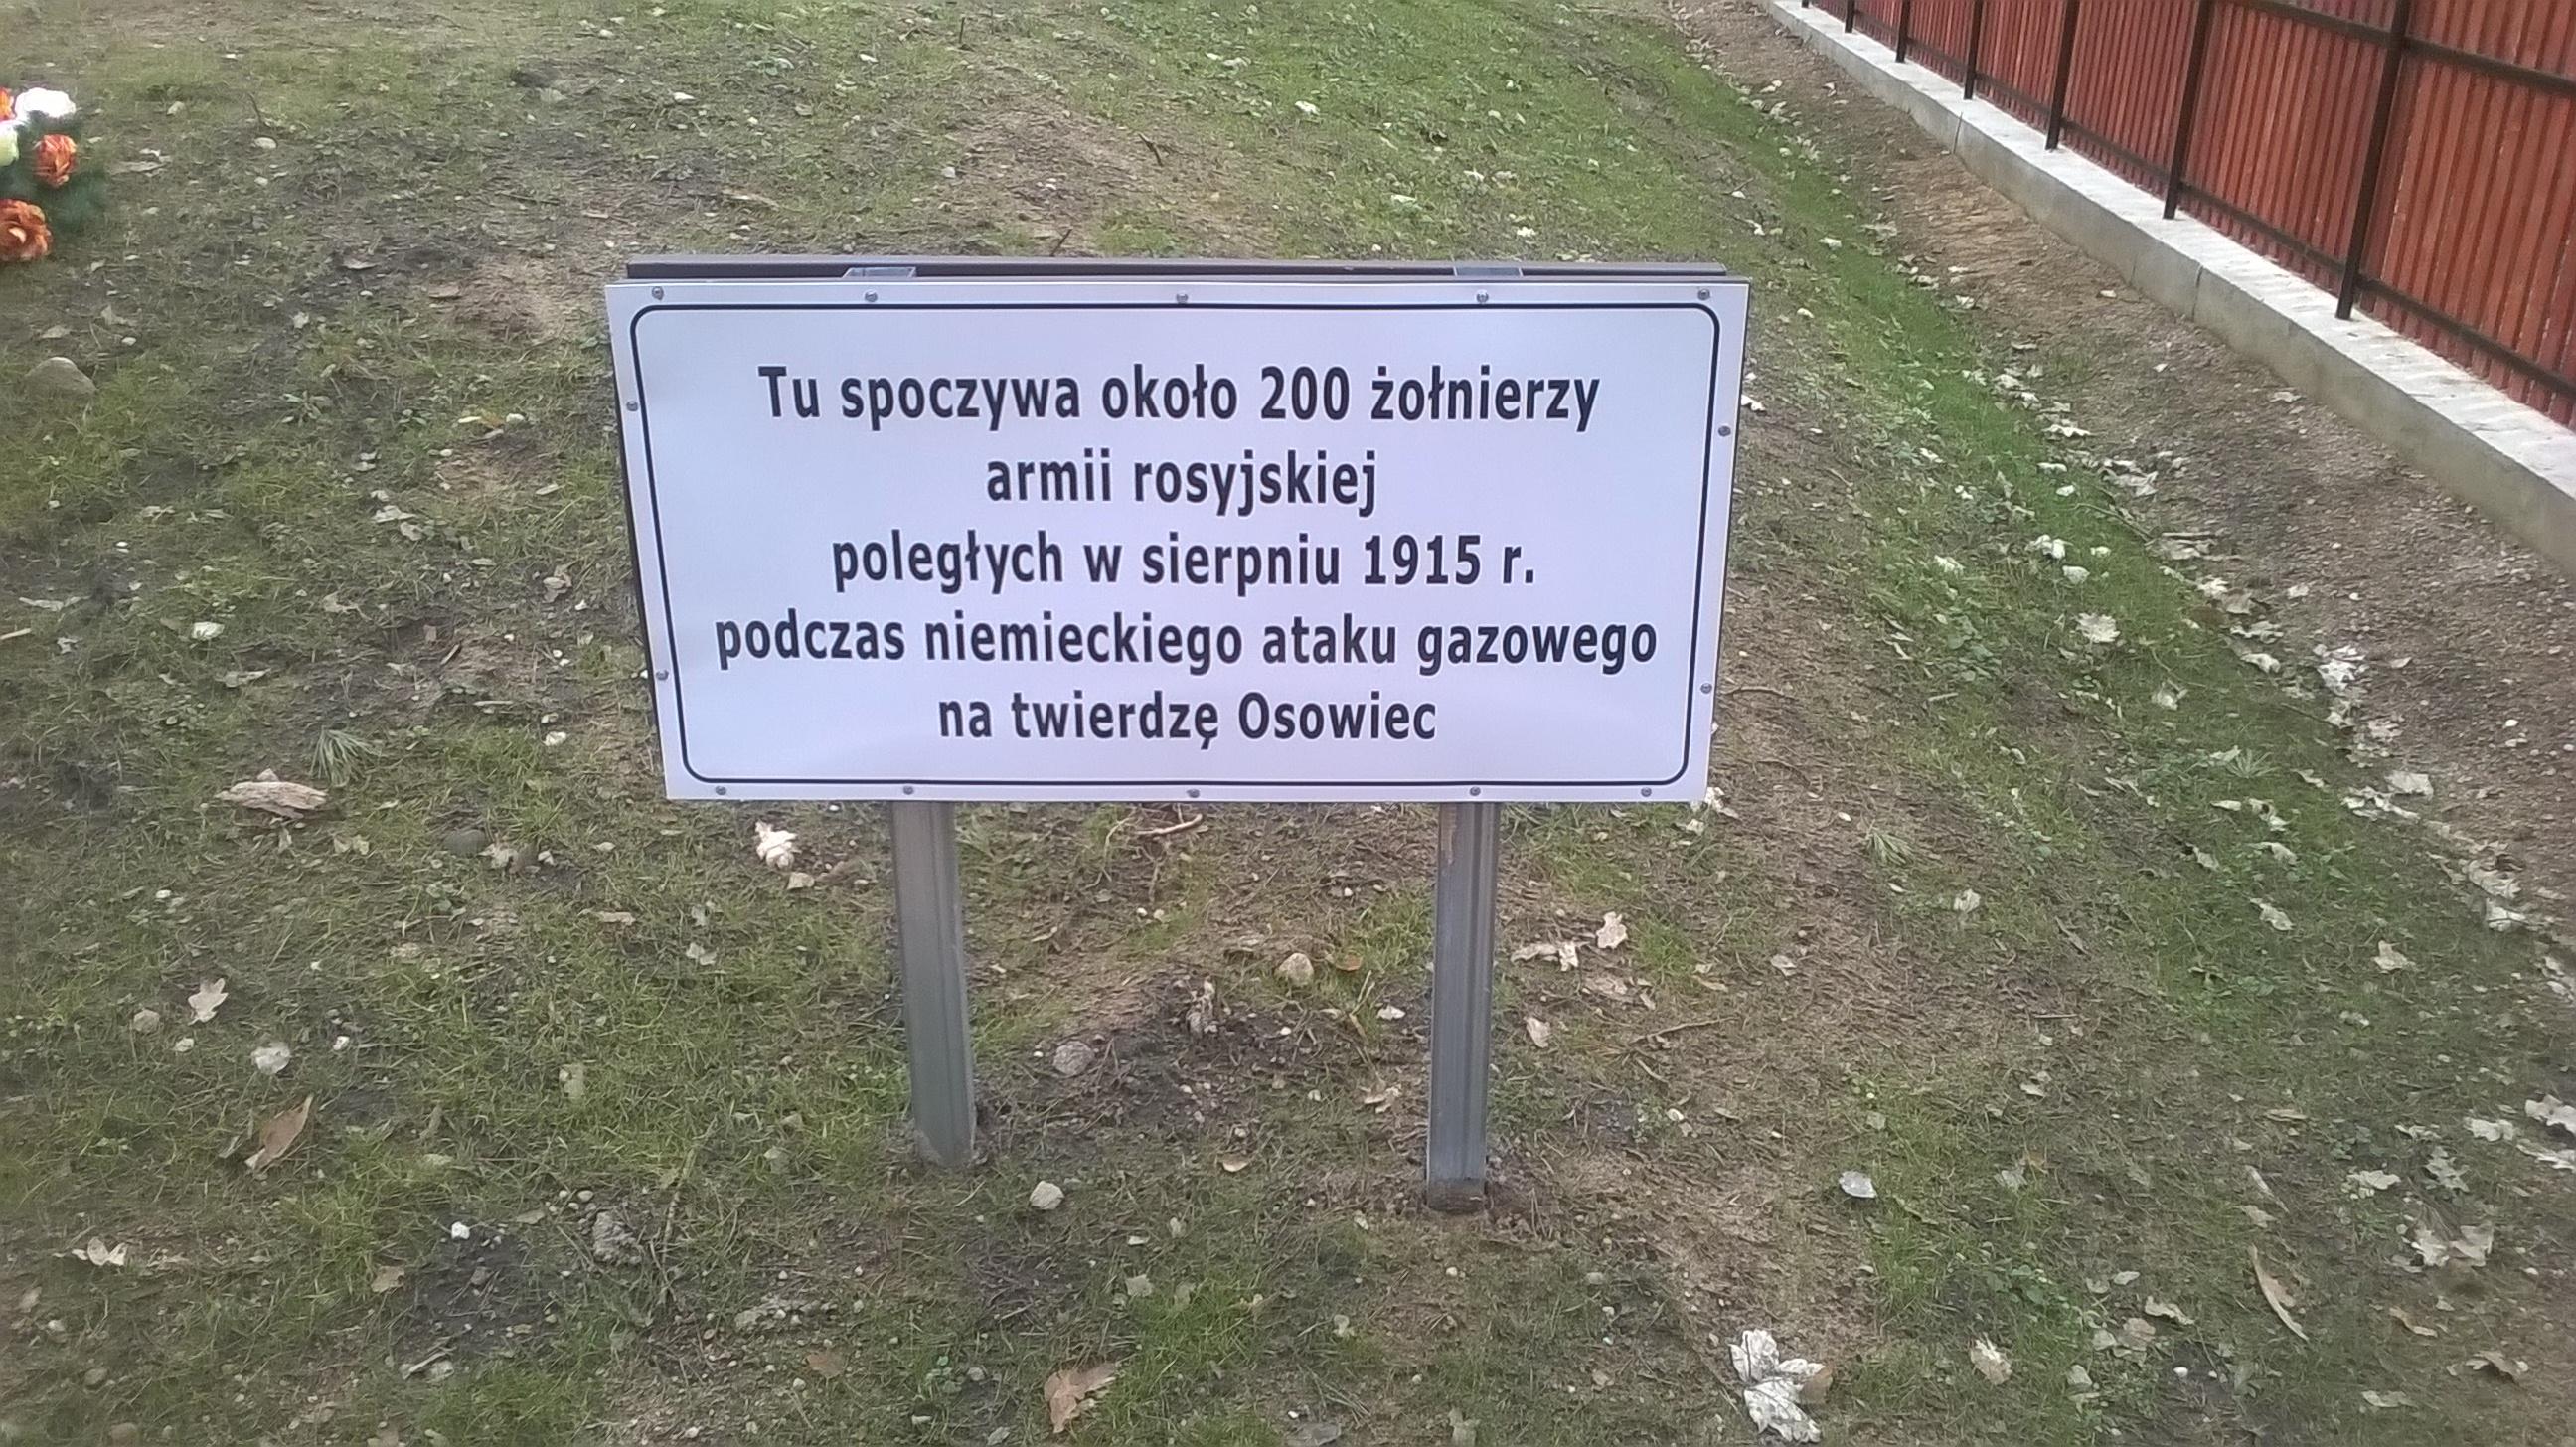 Tu spoczywa około 200 żołnierzy
armii rosyjskiej
poległych w sierpniu 1915 r.
podczas niemieckiego ataku gazowego
na twierdzę Osowiec